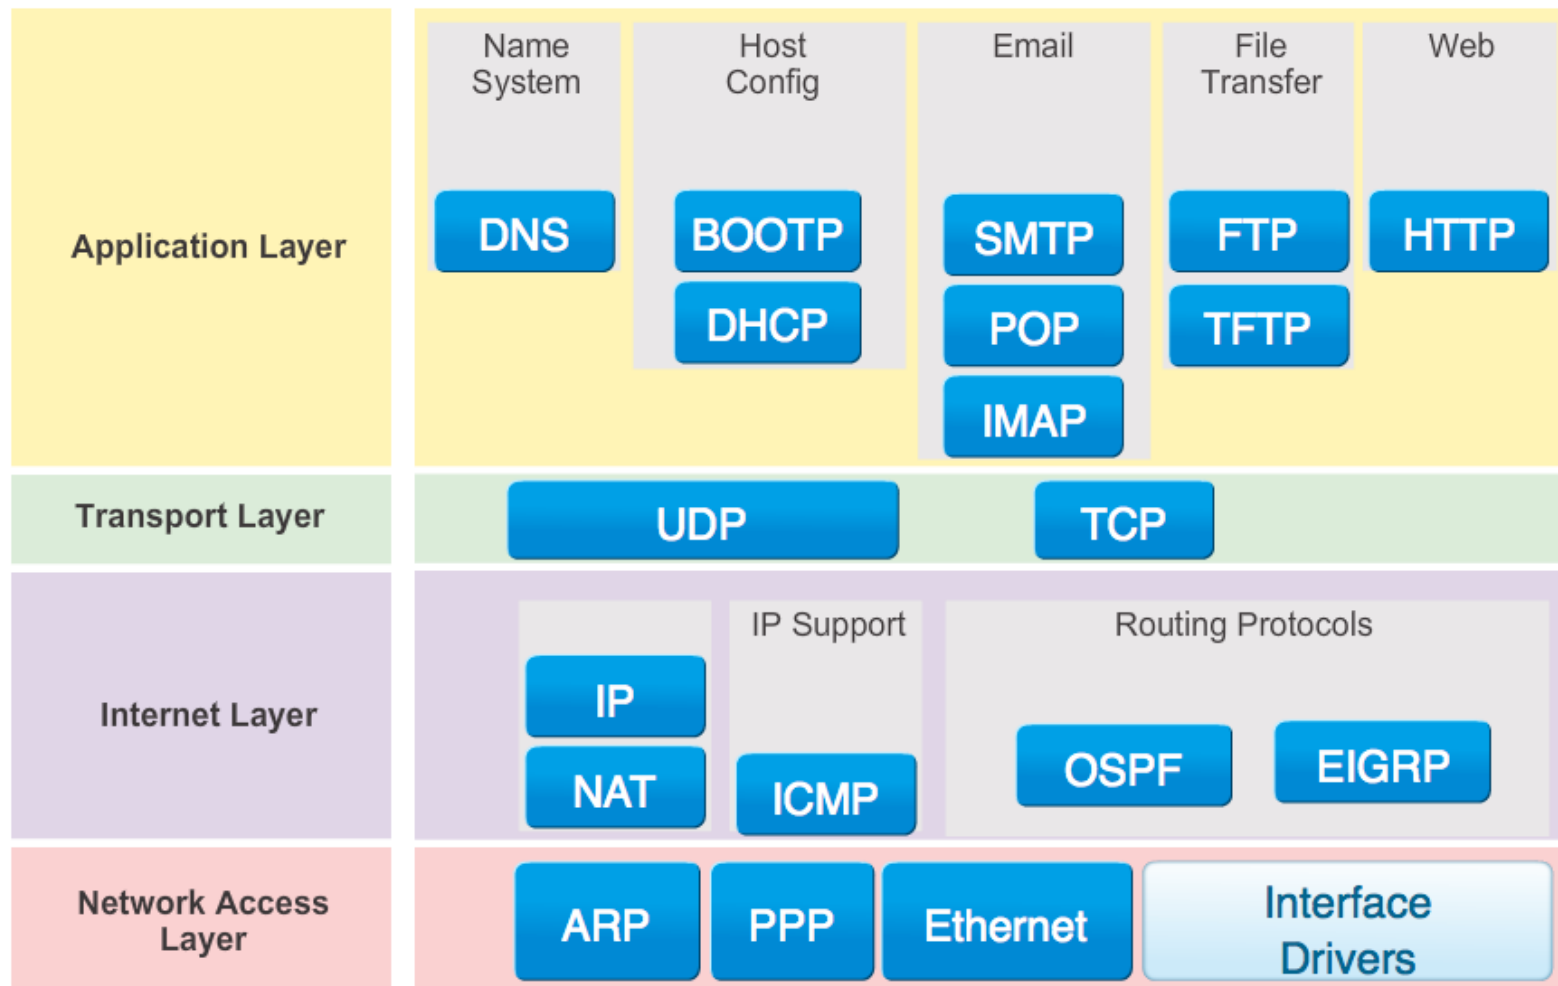 Name
System
Host
Config
Email
File
Transfer
Web
Application Layer
DNS
BOOTP
SMTP
FTP
HTTP
DHCP
POP
TFTP
IMAP
Transport Layer
UDP
TCP
IP Support
Routing Protocols
Internet Layer
IP
NAT
ICMP
OSPF
EIGRP
Network Access
Layer
ARP
PPP
Ethernet
Interface
Drivers